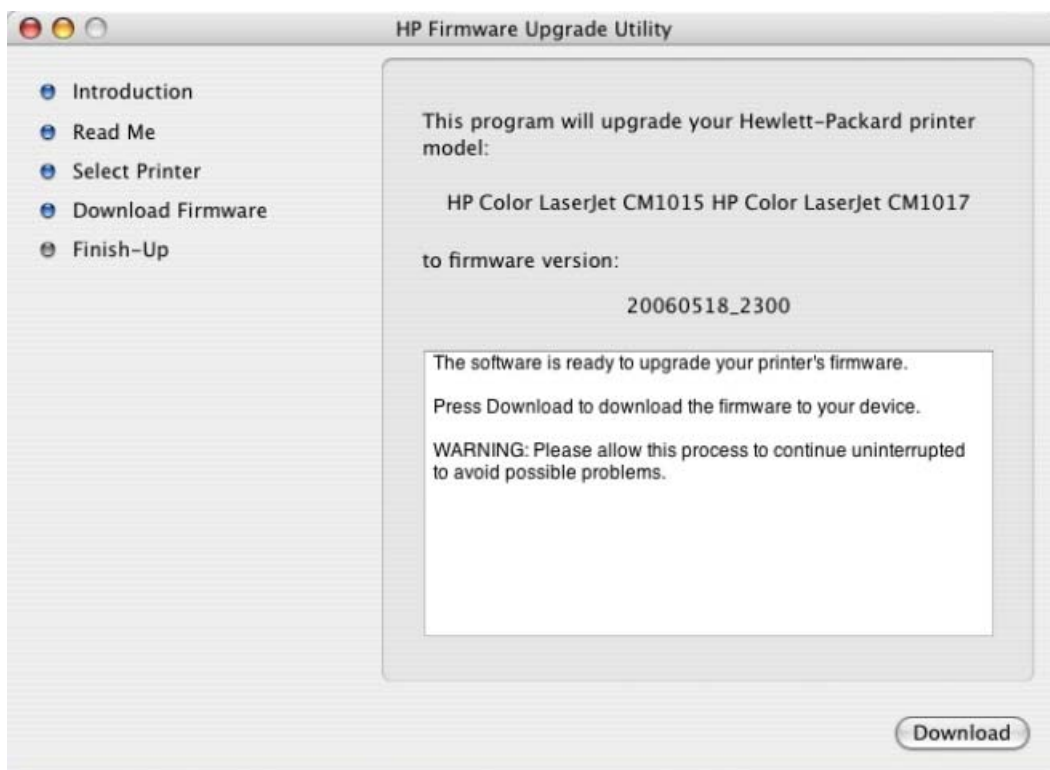 HP Firmware Upgrade Utility
Introduction
Read Me
Select Printer
Download Firmware
Finish-Up
This program will upgrade your Hewlett-Packard printer
model:
HP Color LaserJet CM1015 HP Color LaserJet CM1017
to firmware version:
20060518_2300
The software is ready to upgrade your printer's firmware.
Press Download to download the firmware to your device.
WARNING: Please allow this process to continue uninterrupted
to avoid possible problems.
Download